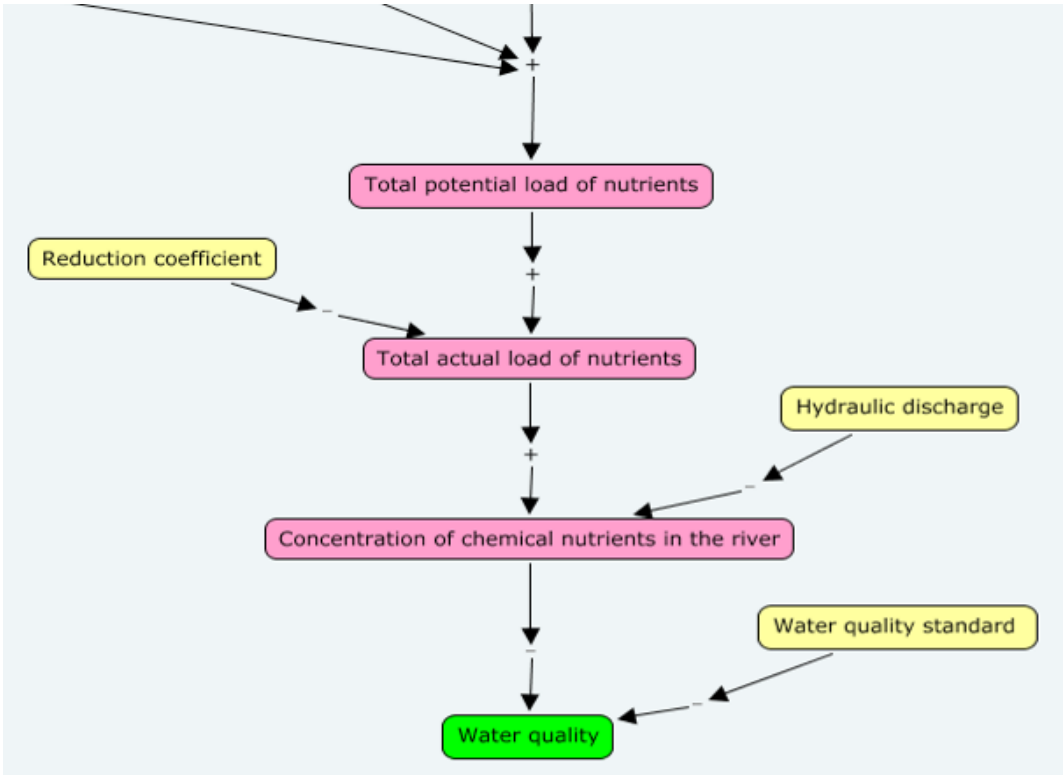 +
Total potential load of nutrients
Reduction coefficient
+
–
Total actual load of nutrients
Hydraulic discharge
+
–
Concentration of chemical nutrients in the river
Water quality standard
–
–
Water quality